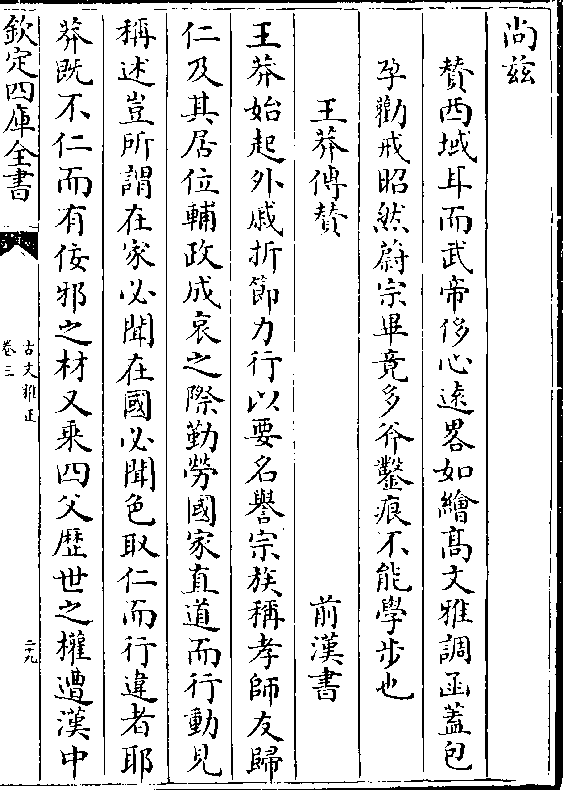 尚兹
賛西域耳而武帝侈心逺畧如繪髙文雅調函蓋包
孕勸戒昭然蔚宗畢竟多斧鑿痕不能學步也
王莽傳賛　前漢書
王莽始起外戚折節力行以要名譽宗族稱孝師友歸
仁及其居位輔政成哀之際勤勞國家直道而行動見
稱述豈所謂在家必聞在國必聞色取仁而行違者耶
莽既不仁而有佞邪之材又乘四父歴世之權遭漢中
欽定四庫全書
古文雅正
卷三
二九